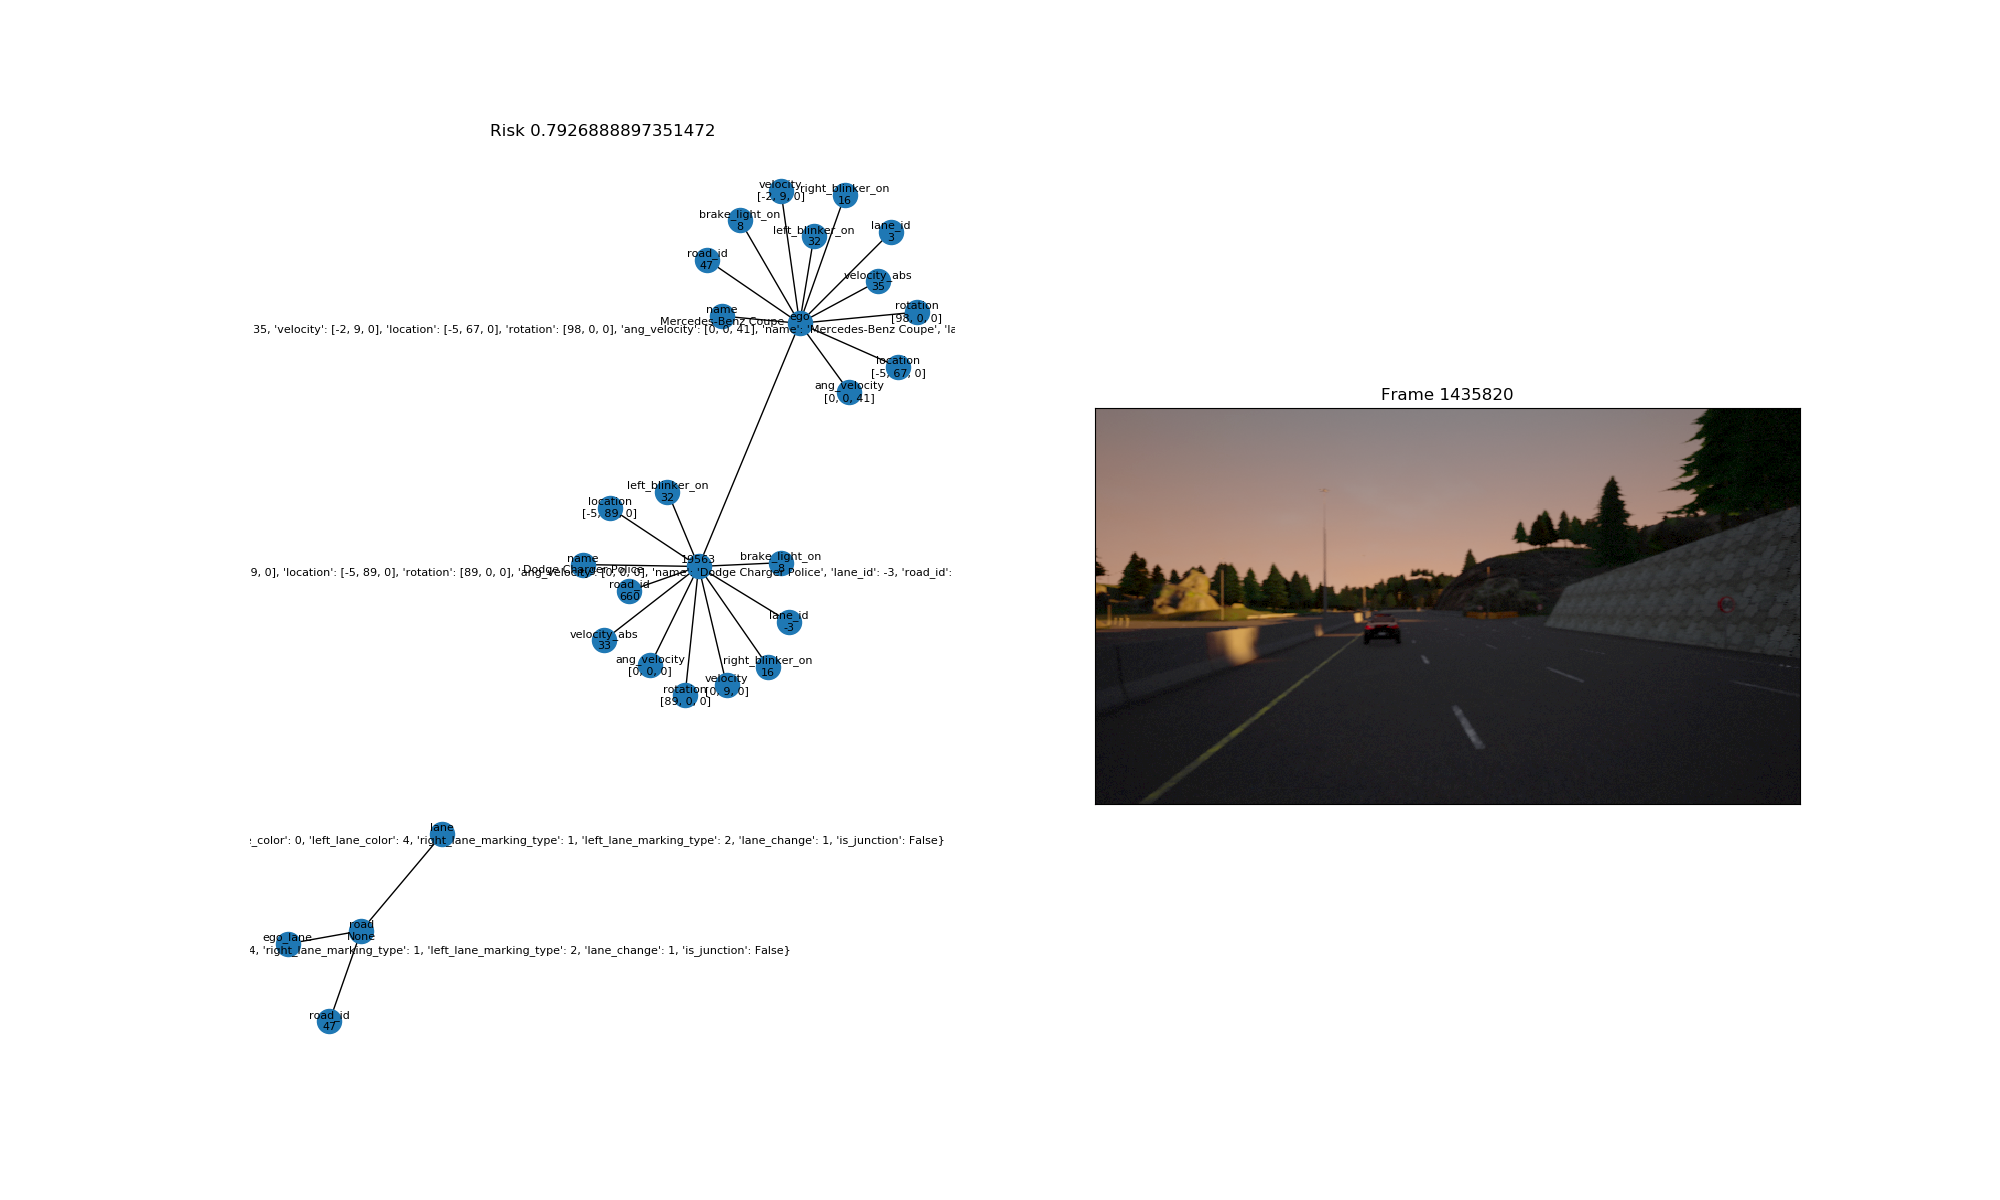 Risk 0.7926888897351472
velocity
[-2, 9, 0]
right_blinker_on
16
brake_light_on
8
left_blinker_on
32
lane_id
3
road_id
47
velocity_abs
35
name
Mercedes-Benz Coupe
rotation
[98, 0, 0]
ego
35, 'velocity': [-2, 9, 0], 'location': [-5, 67, 0], 'rotation': [98, 0, 0], 'ang_velocity': [0, 0, 41], 'name': 'Mercedes-Benz Coupe', 'la
location
[-5, 67, 0]
ang_velocity
[0, 0, 41]
left_blinker_on
32
location
[-5, 89, 0]
name
Dodge Charger Police
19563
9, 0], 'location': [-5, 89, 0], 'rotation': [89, 0, 0], 'ang_velocity': [0, 0, 0], 'name': 'Dodge Charger Police', 'lane_id': -3, 'road_id':
brake_light_on
8
road_id
660
lane_id
-3
velocity_abs
33
ang_velocity
[0, 0, 0]
right_blinker_on
16
rotation
[89, 0, 0]
velocity
[0, 9, 0]
lane
_color': 0, 'left_lane_color': 4, 'right_lane_marking_type': 1, 'left_lane_marking_type': 2, 'lane_change': 1, 'is_junction': False}
road
None
ego_lane
4, 'right_lane_marking_type': 1, 'left_lane_marking_type': 2, 'lane_change': 1, 'is_junction': False}
road_id
47
Frame 1435820